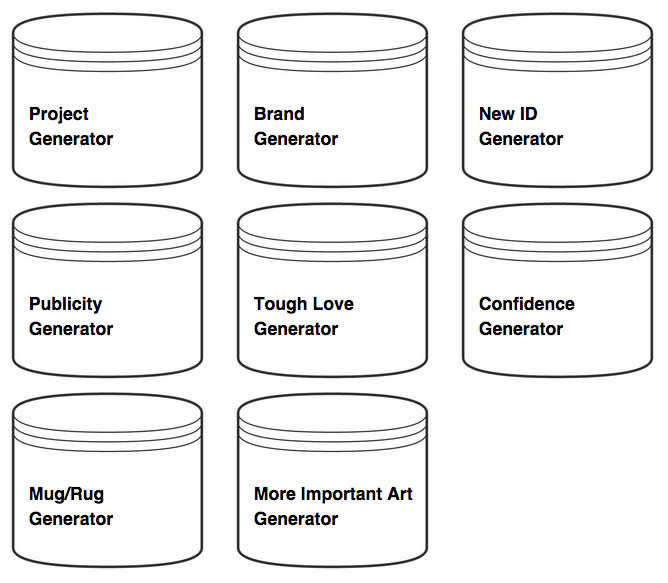 Project
Generator
Brand
Generator
New ID
Generator
Publicity
Generator
Tough Love
Generator
Confidence
Generator
Mug/Rug
Generator
More Important Art
Generator